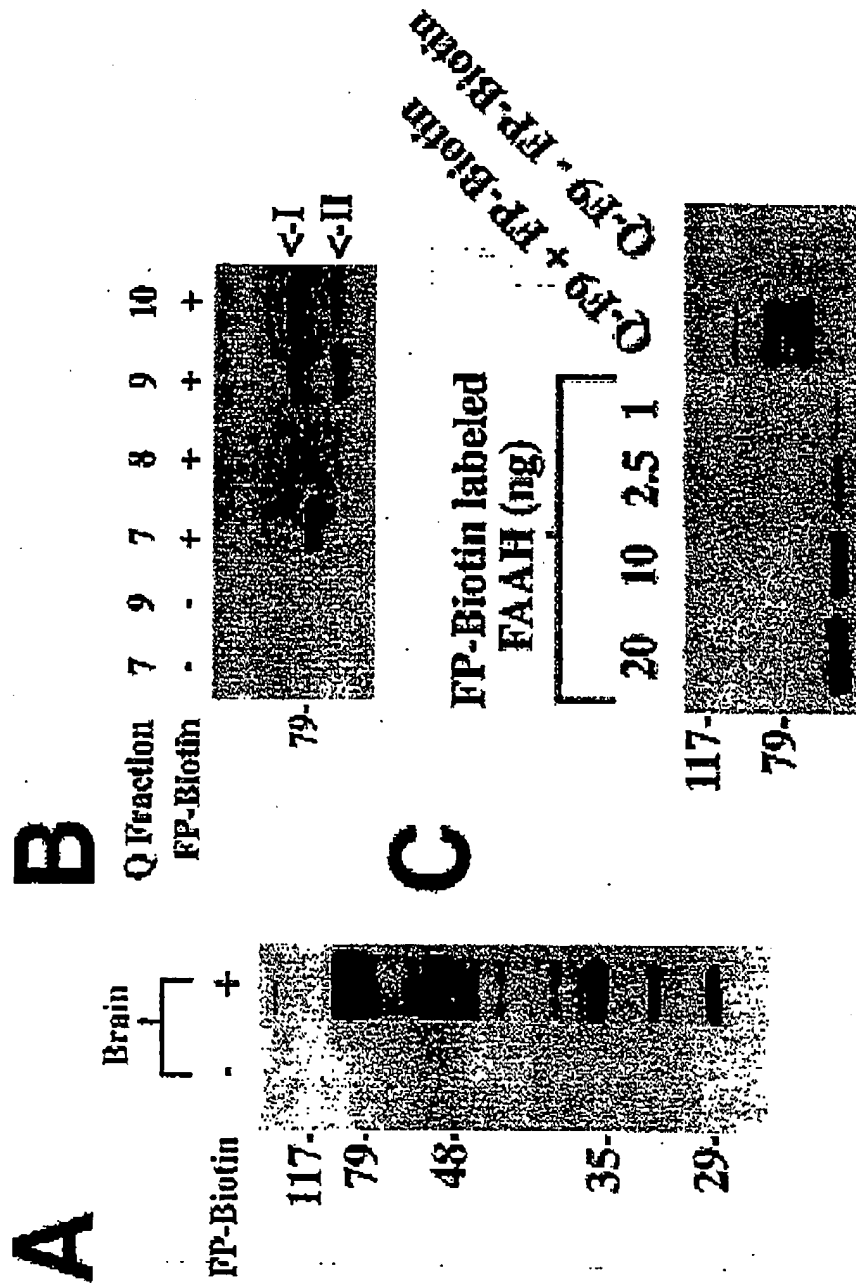 A
Brain
FP-Biotin - +
117-
79-
48-
35-
29-
B
Q Fraction 7 9 7 8 9 10
FP-Biotin - - + + + +
79-
<-I
<-II
C
FP-Biotin labeled
FAAH (ng)
20 10 2.5 1
Q-F9 + FP-Biotin
Q-F9 - FP-Biotin
117-
79-